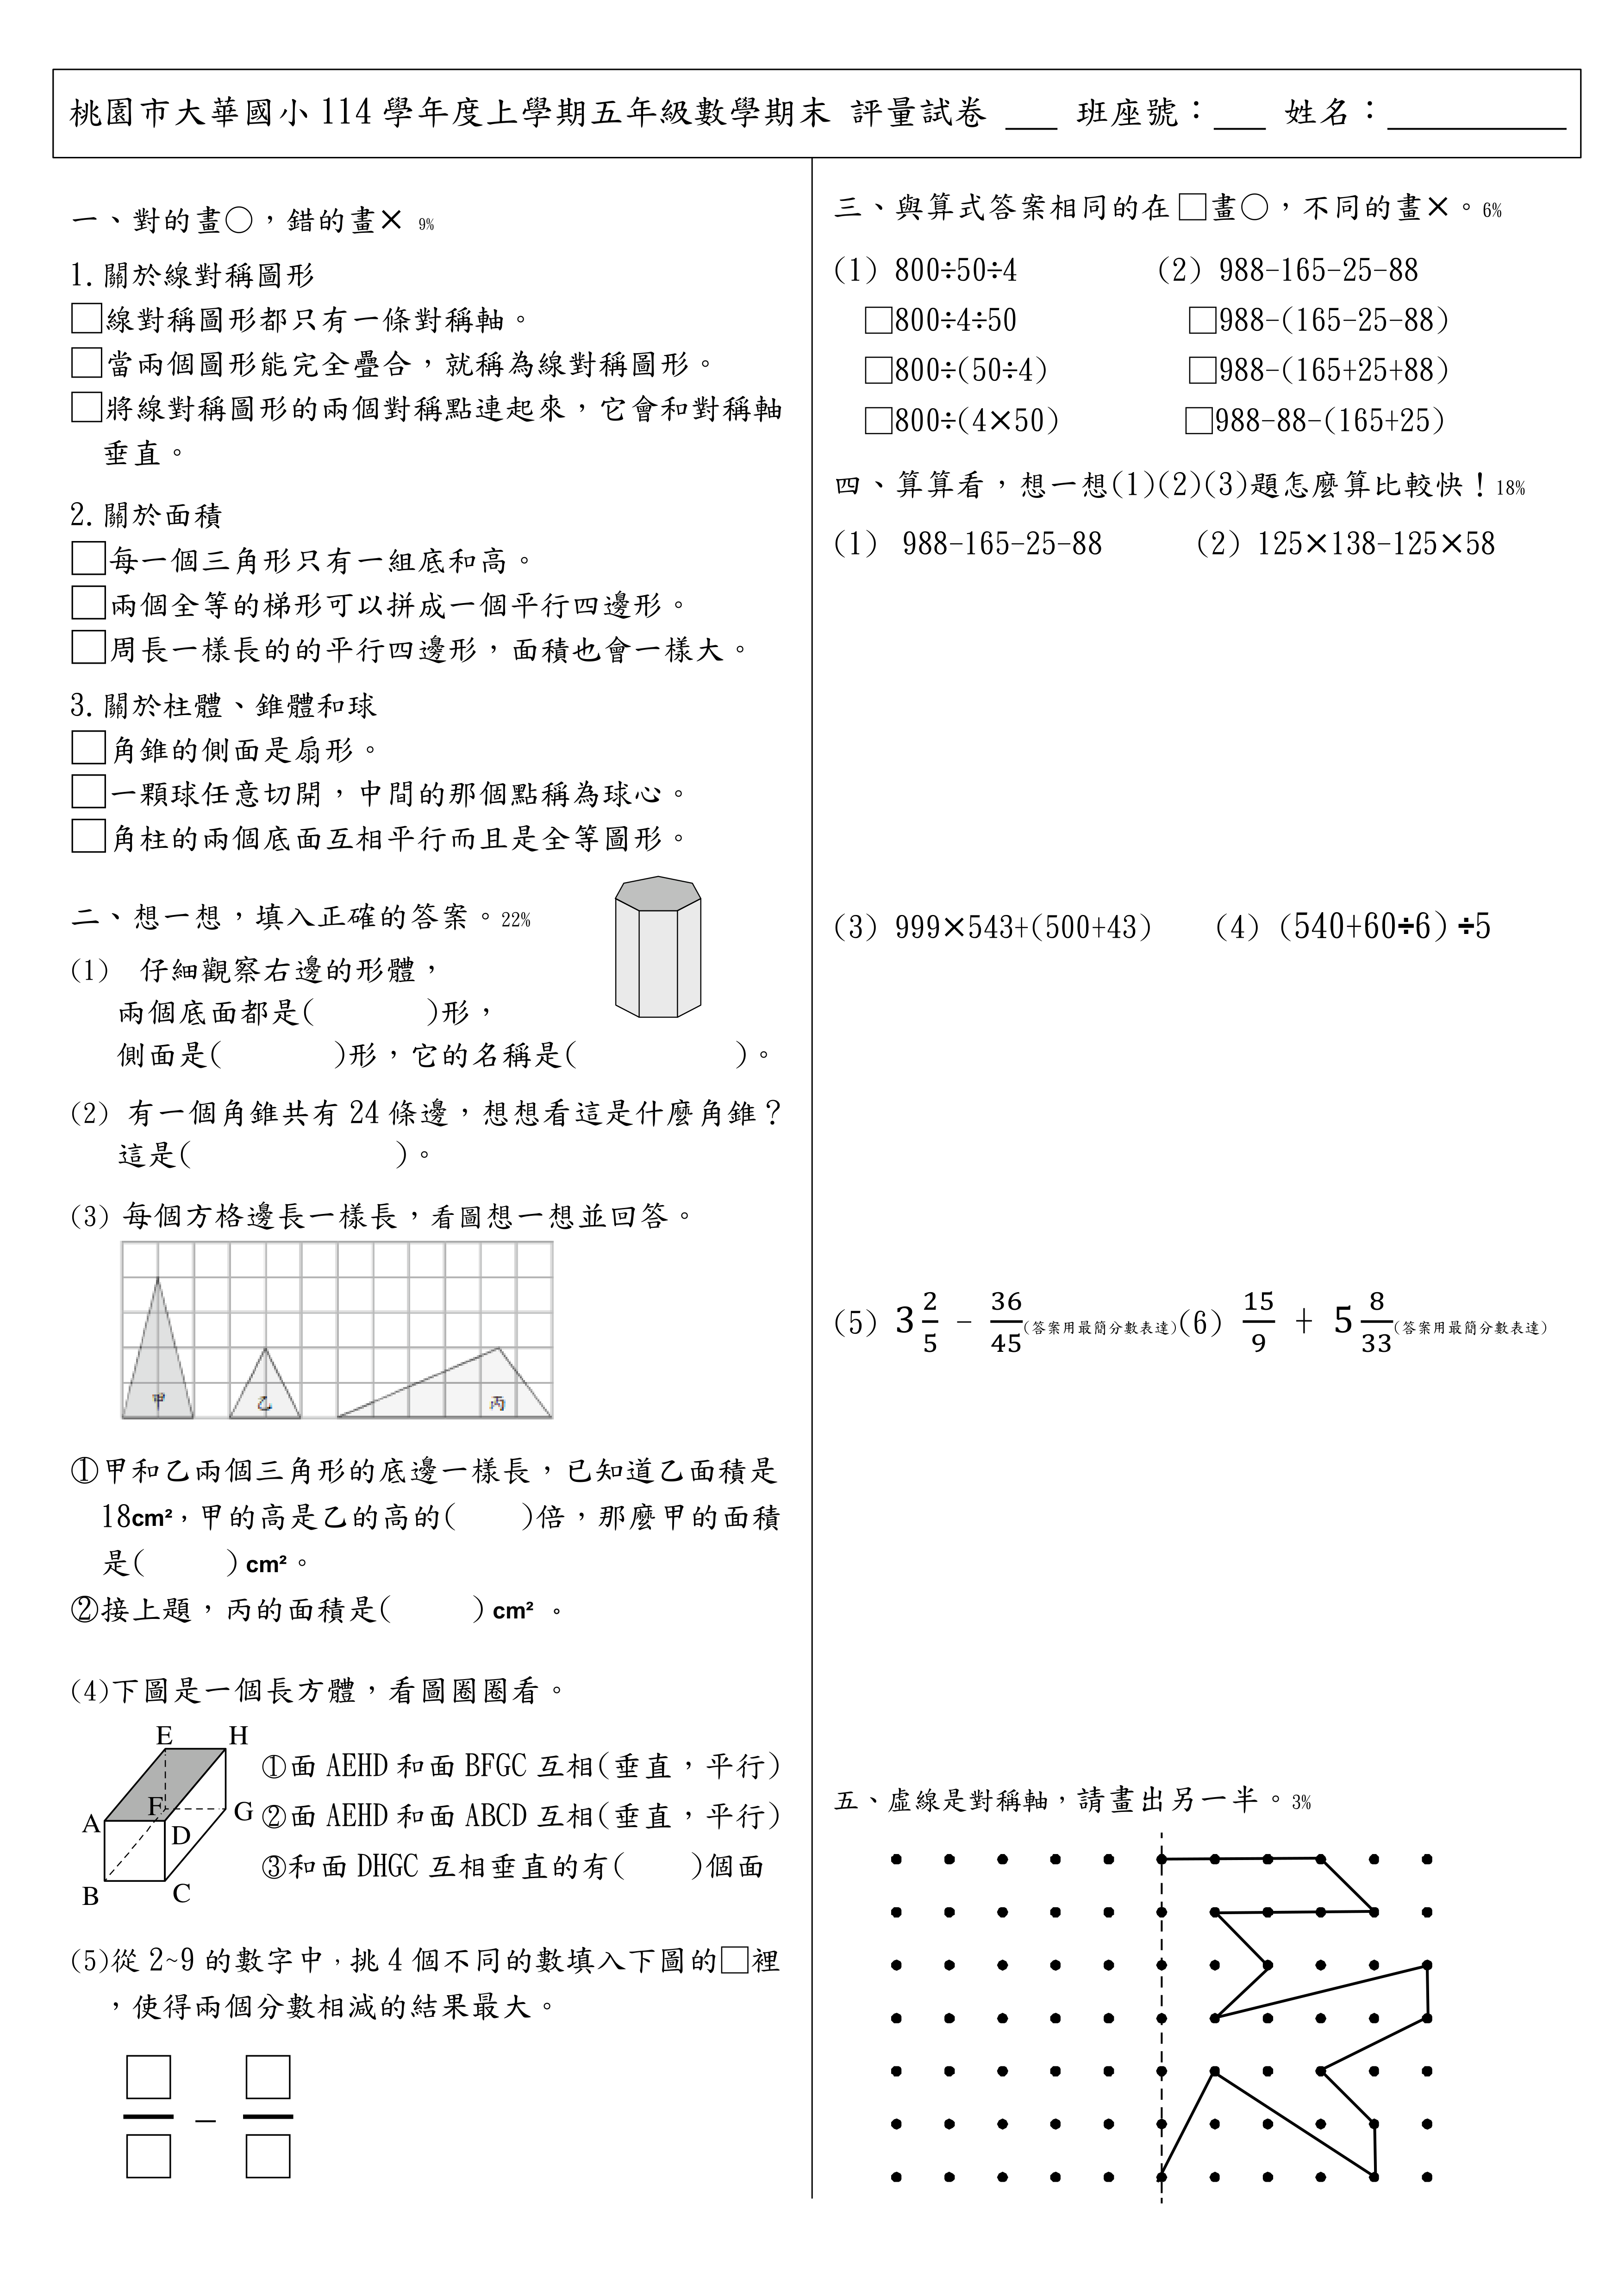 桃園市大華國小 114 學年度上學期五年級數學期末 評量試卷 ___ 班座號：___ 姓名：__________
一、對的畫○，錯的畫× 9%
1.關於線對稱圖形
□線對稱圖形都只有一條對稱軸。
□當兩個圖形能完全疊合，就稱為線對稱圖形。
□將線對稱圖形的兩個對稱點連起來，它會和對稱軸
垂直。
2.關於面積
□每一個三角形只有一組底和高。
□兩個全等的梯形可以拼成一個平行四邊形。
□周長一樣長的的平行四邊形，面積也會一樣大。
3.關於柱體、錐體和球
□角錐的側面是扇形。
□一顆球任意切開，中間的那個點稱為球心。
□角柱的兩個底面互相平行而且是全等圖形。
二、想一想，填入正確的答案。22%
(1) 仔細觀察右邊的形體，
兩個底面都是(　　　)形，
側面是(　　　)形，它的名稱是(　　　　)。
(2) 有一個角錐共有 24 條邊，想想看這是什麼角錐？
這是(　　　　　)。
(3) 每個方格邊長一樣長，看圖想一想並回答。
甲 乙 丙
①甲和乙兩個三角形的底邊一樣長，已知道乙面積是
18cm²，甲的高是乙的高的(　　)倍，那麼甲的面積
是(　　) cm²。
②接上題，丙的面積是(　　) cm² 。
(4)下圖是一個長方體，看圖圈圈看。
E H
A F G
D
B C
①面 AEHD 和面 BFGC 互相(垂直，平行)
②面 AEHD 和面 ABCD 互相(垂直，平行)
③和面 DHGC 互相垂直的有(　　)個面
(5)從 2~9 的數字中，挑 4 個不同的數填入下圖的□裡
，使得兩個分數相減的結果最大。
□/□ − □/□
三、與算式答案相同的在□畫○，不同的畫×。6%
(1) 800÷50÷4　(2) 988-165-25-88
□800÷4÷50　□988-(165-25-88)
□800÷(50÷4)　□988-(165+25+88)
□800÷(4×50)　□988-88-(165+25)
四、算算看，想一想(1)(2)(3)題怎麼算比較快！18%
(1) 988-165-25-88　(2) 125×138-125×58
(3) 999×543+(500+43)　(4) (540+60÷6) ÷5
(5) 3 2/5 − 36/45(答案用最簡分數表達)(6) 15/9 + 5 8/33(答案用最簡分數表達)
五、虛線是對稱軸，請畫出另一半。3%